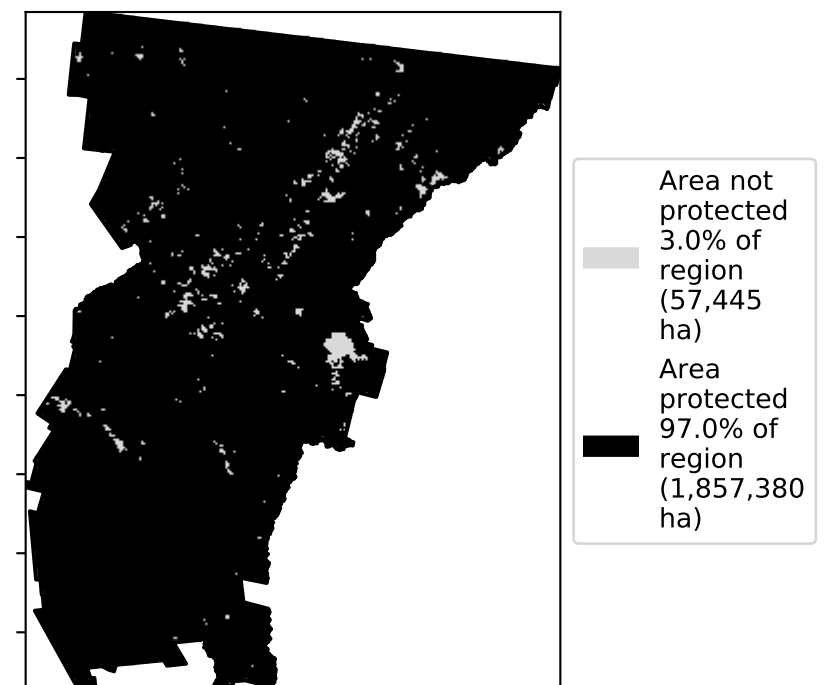 Area not
protected
3.0% of
region
(57,445
ha)
Area
protected
97.0% of
region
(1,857,380
ha)